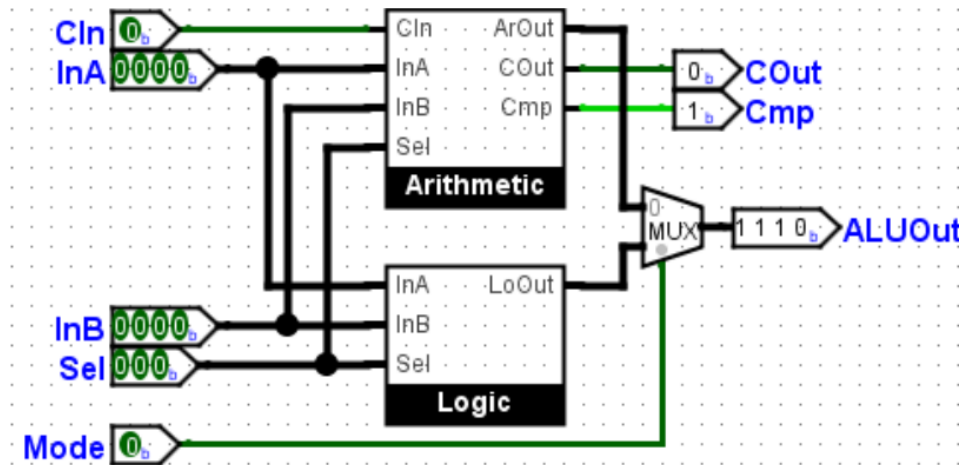 CIn 0b
InA 0000b
CIn ArOut
InA COut
InB Cmp
Sel
Arithmetic
0b COut
1b Cmp
0
MUX
1110b ALUOut
InA LoOut
InB
Sel
Logic
InB 0000b
Sel 000b
Mode 0b